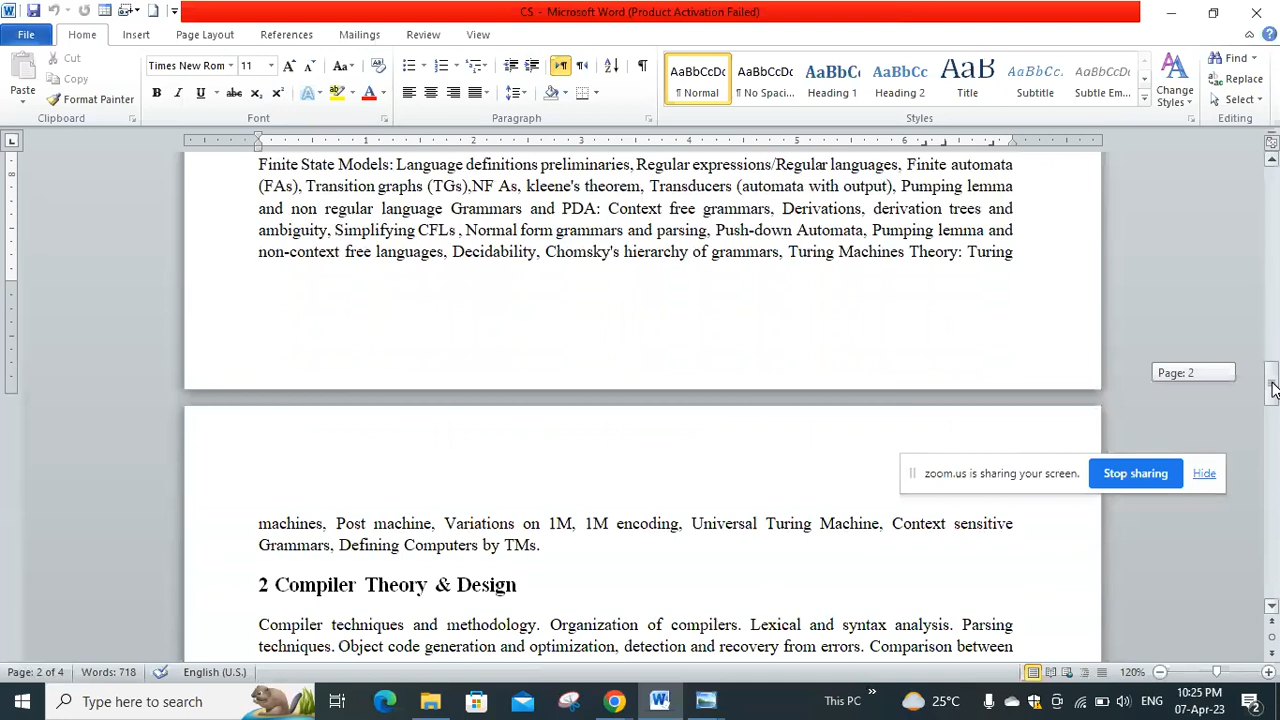 CS - Microsoft Word (Product Activation Failed)
File Home Insert Page Layout References Mailings Review View
Paste
Cut
Copy
Format Painter
Clipboard
Times New Rom 11
Font
Paragraph
AaBbCcDc AaBbCcDc AaBbC AaBbCc AaB AaBbCc. AaBbCcDc
¶ Normal ¶ No Spaci... Heading 1 Heading 2 Title Subtitle Subtle Em...
Change Styles
Styles
Find
Replace
Select
Editing
1 2 3 4 5 6
Finite State Models: Language definitions preliminaries, Regular expressions/Regular languages, Finite automata
(FAs), Transition graphs (TGs),NF As, kleene's theorem, Transducers (automata with output), Pumping lemma
and non regular language Grammars and PDA: Context free grammars, Derivations, derivation trees and
ambiguity, Simplifying CFLs , Normal form grammars and parsing, Push-down Automata, Pumping lemma and
non-context free languages, Decidability, Chomsky's hierarchy of grammars, Turing Machines Theory: Turing
Page: 2
zoom.us is sharing your screen. Stop sharing Hide
machines, Post machine, Variations on 1M, 1M encoding, Universal Turing Machine, Context sensitive
Grammars, Defining Computers by TMs.
2 Compiler Theory & Design
Compiler techniques and methodology. Organization of compilers. Lexical and syntax analysis. Parsing
techniques. Object code generation and optimization, detection and recovery from errors. Comparison between
Page: 2 of 4 Words: 718 English (U.S.) 120%
Type here to search This PC 25°C ENG 10:25 PM
07-Apr-23